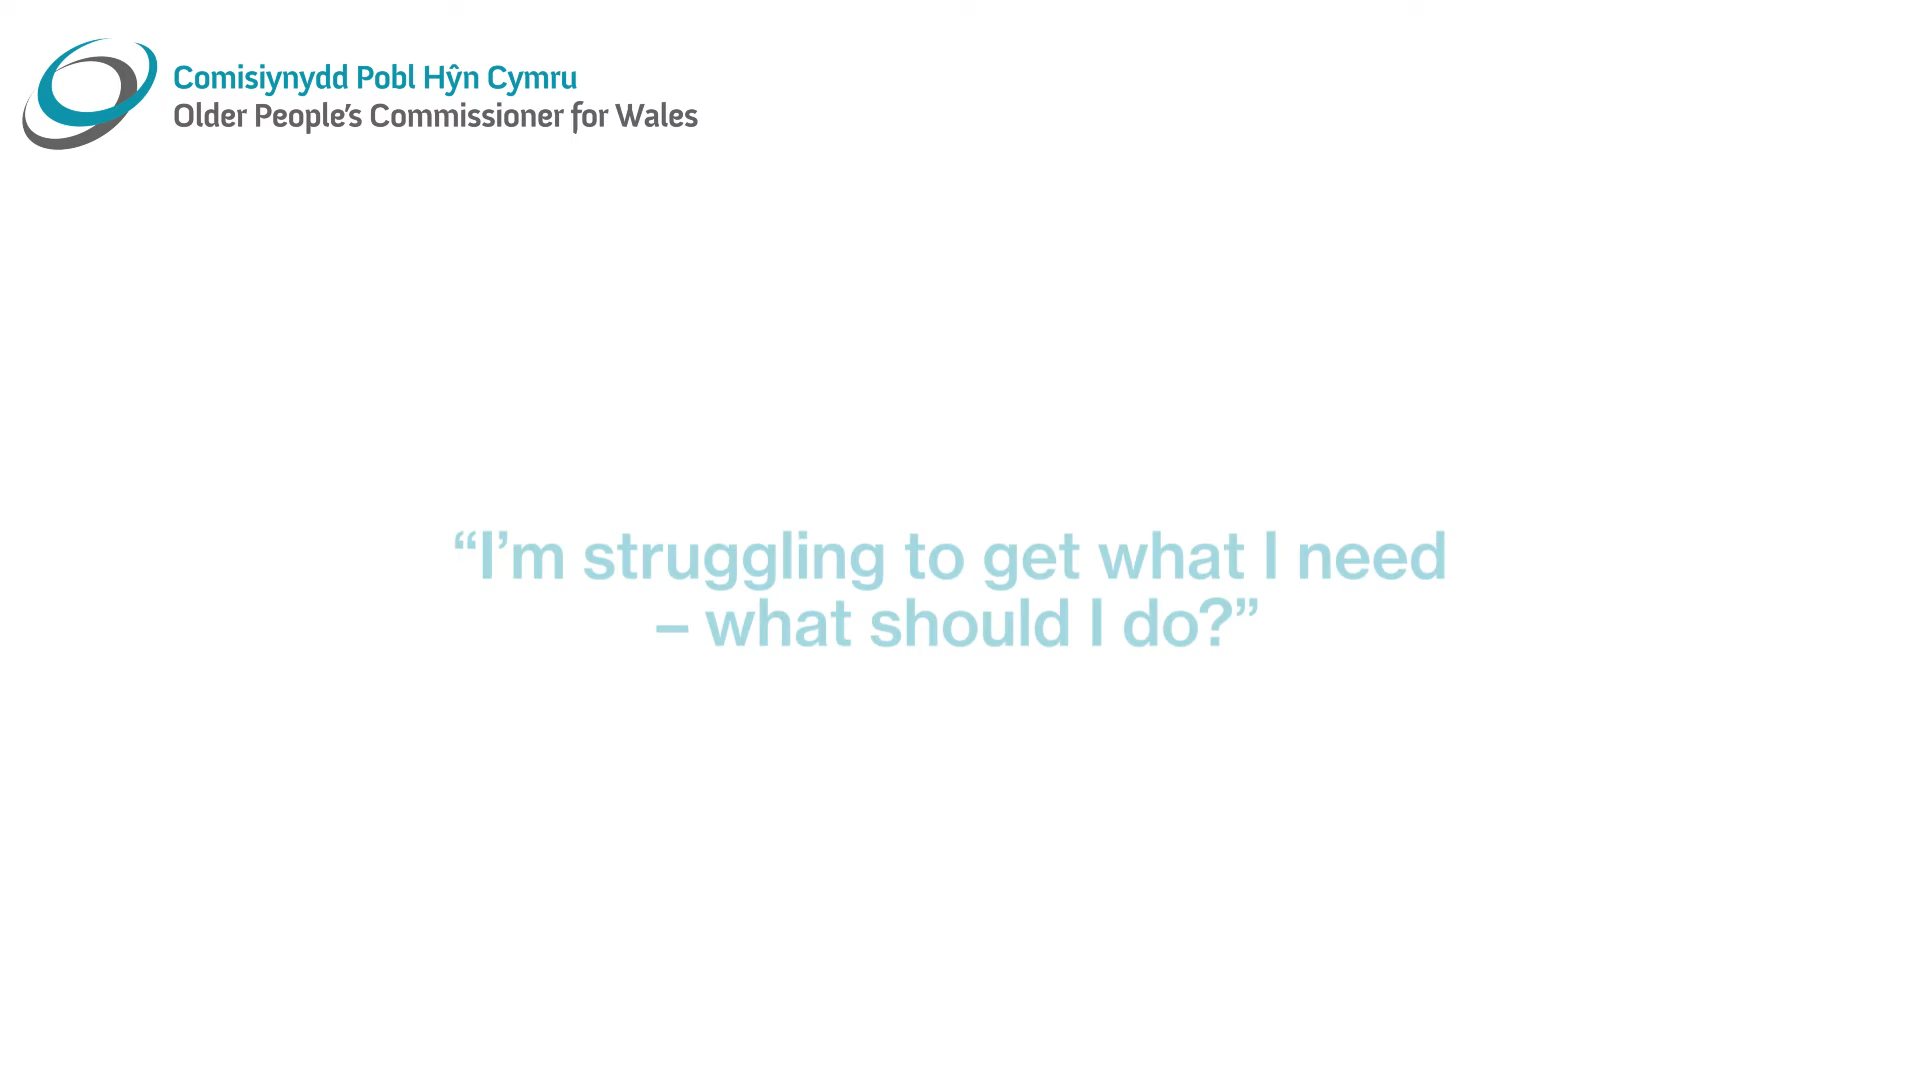 Comisiynydd Pobl Hŷn Cymru
Older People’s Commissioner for Wales
“I’m struggling to get what I need
– what should I do?”